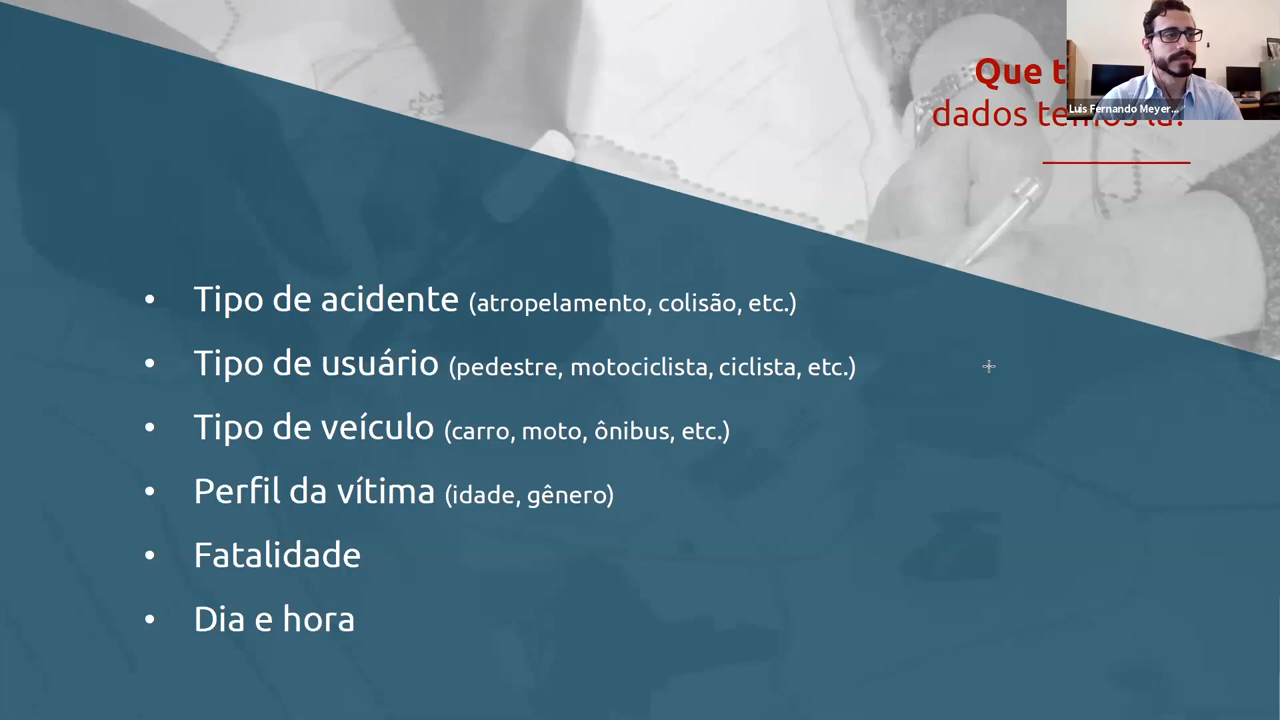 Que t
dados temos lá?
Luis Fernando Meyer...
• Tipo de acidente (atropelamento, colisão, etc.)
• Tipo de usuário (pedestre, motociclista, ciclista, etc.)
• Tipo de veículo (carro, moto, ônibus, etc.)
• Perfil da vítima (idade, gênero)
• Fatalidade
• Dia e hora